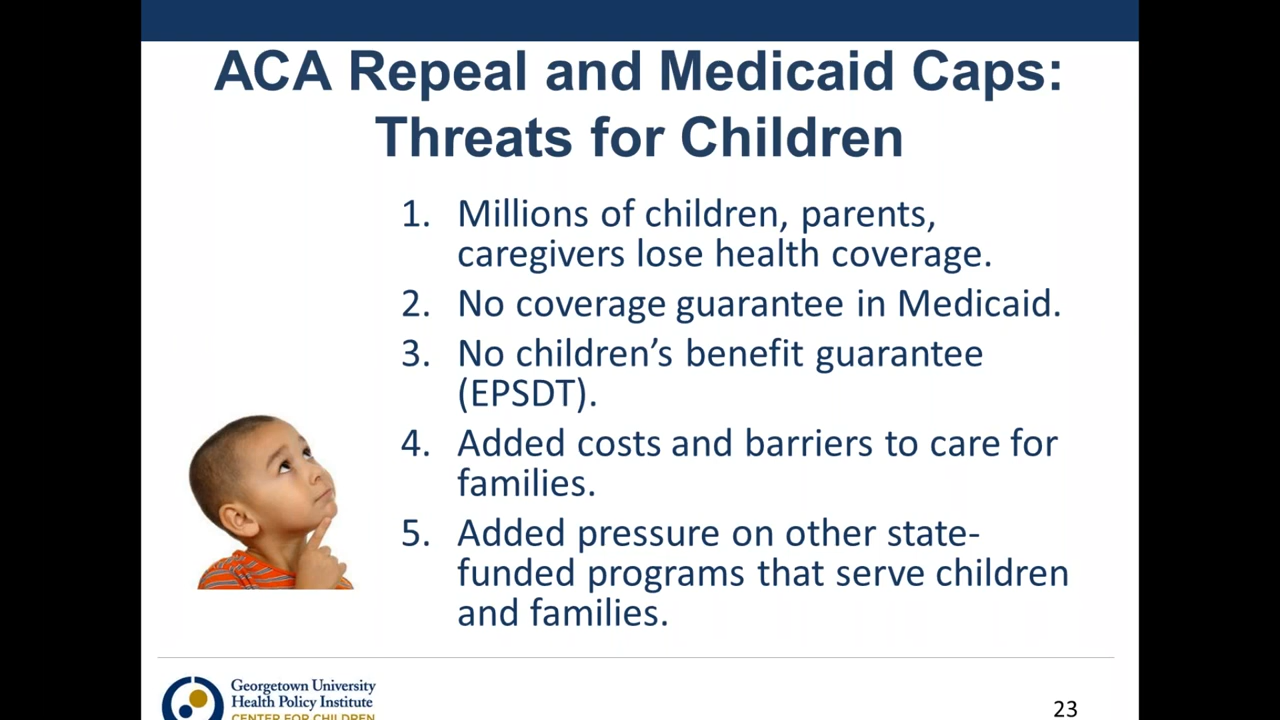 ACA Repeal and Medicaid Caps:
Threats for Children
1. Millions of children, parents,
caregivers lose health coverage.
2. No coverage guarantee in Medicaid.
3. No children’s benefit guarantee
(EPSDT).
4. Added costs and barriers to care for
families.
5. Added pressure on other state-
funded programs that serve children
and families.
Georgetown University
Health Policy Institute
CENTER FOR CHILDREN
23